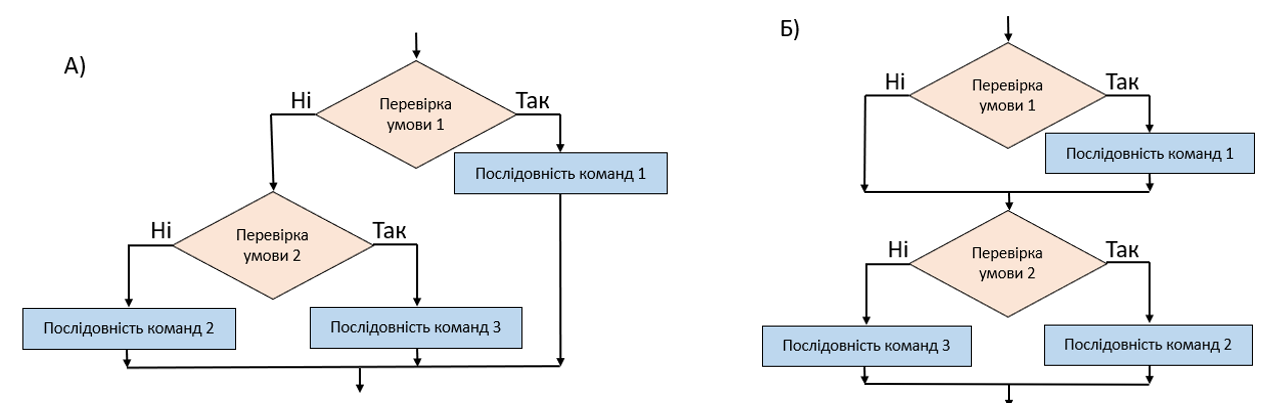 А)
Перевірка
умови 1
Ні
Так
Послідовність команд 1
Перевірка
умови 2
Ні
Так
Послідовність команд 2
Послідовність команд 3
Б)
Перевірка
умови 1
Ні
Так
Послідовність команд 1
Перевірка
умови 2
Ні
Так
Послідовність команд 3
Послідовність команд 2